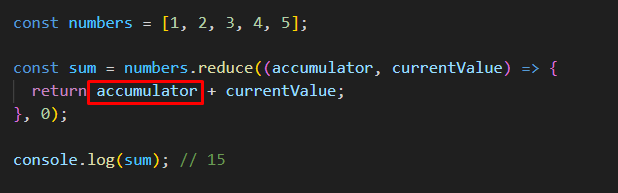 const numbers = [1, 2, 3, 4, 5];
const sum = numbers.reduce((accumulator, currentValue) => {
  return accumulator + currentValue;
}, 0);
console.log(sum); // 15